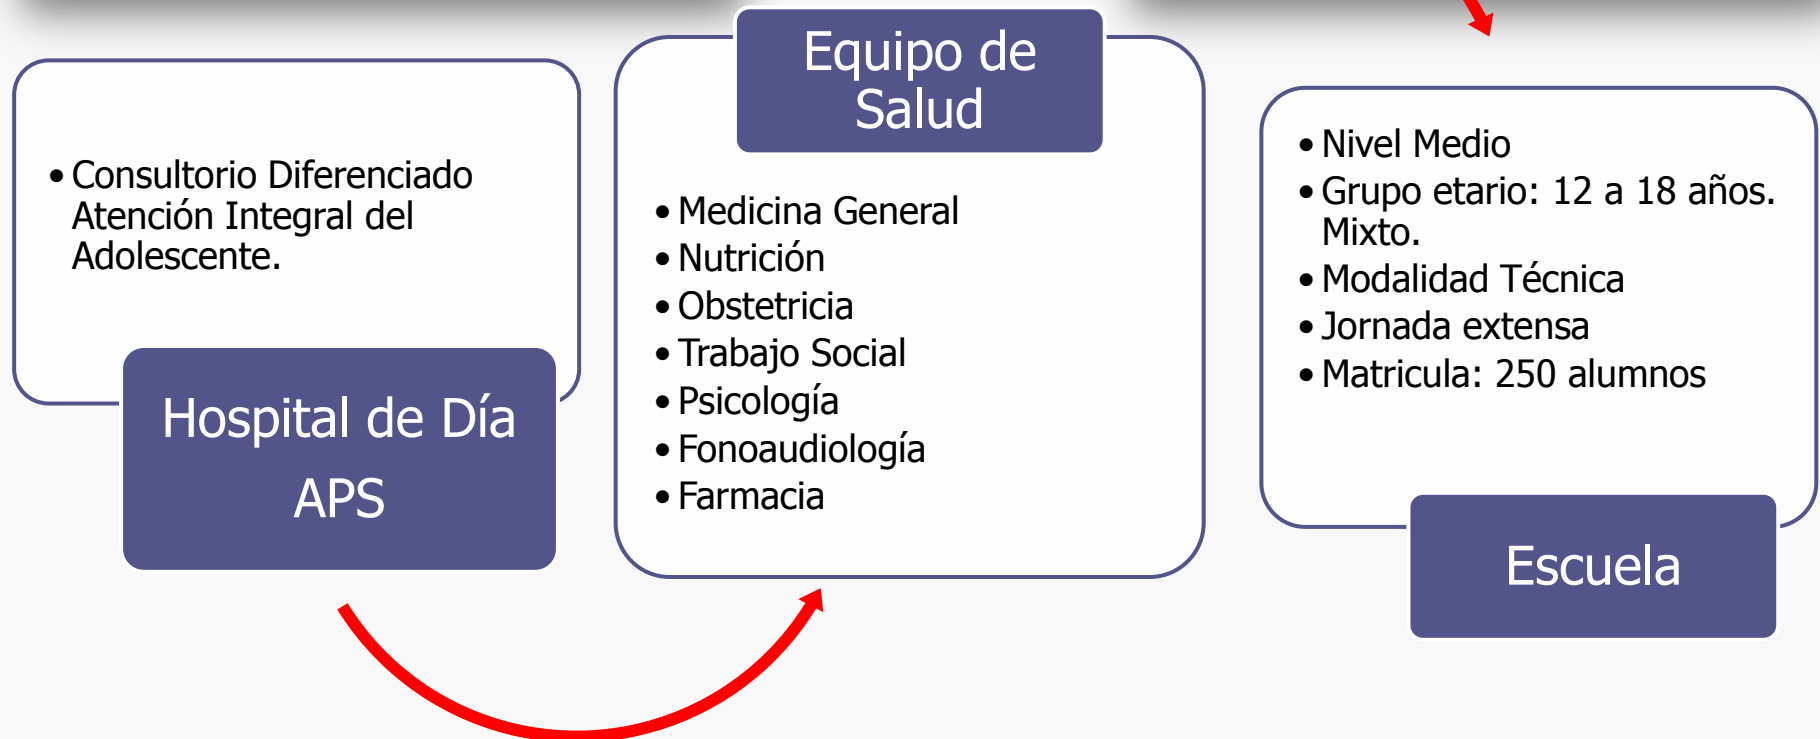 • Consultorio Diferenciado
Atención Integral del
Adolescente.
Hospital de Día
APS
Equipo de
Salud
• Medicina General
• Nutrición
• Obstetricia
• Trabajo Social
• Psicología
• Fonoaudiología
• Farmacia
• Nivel Medio
• Grupo etario: 12 a 18 años.
Mixto.
• Modalidad Técnica
• Jornada extensa
• Matricula: 250 alumnos
Escuela